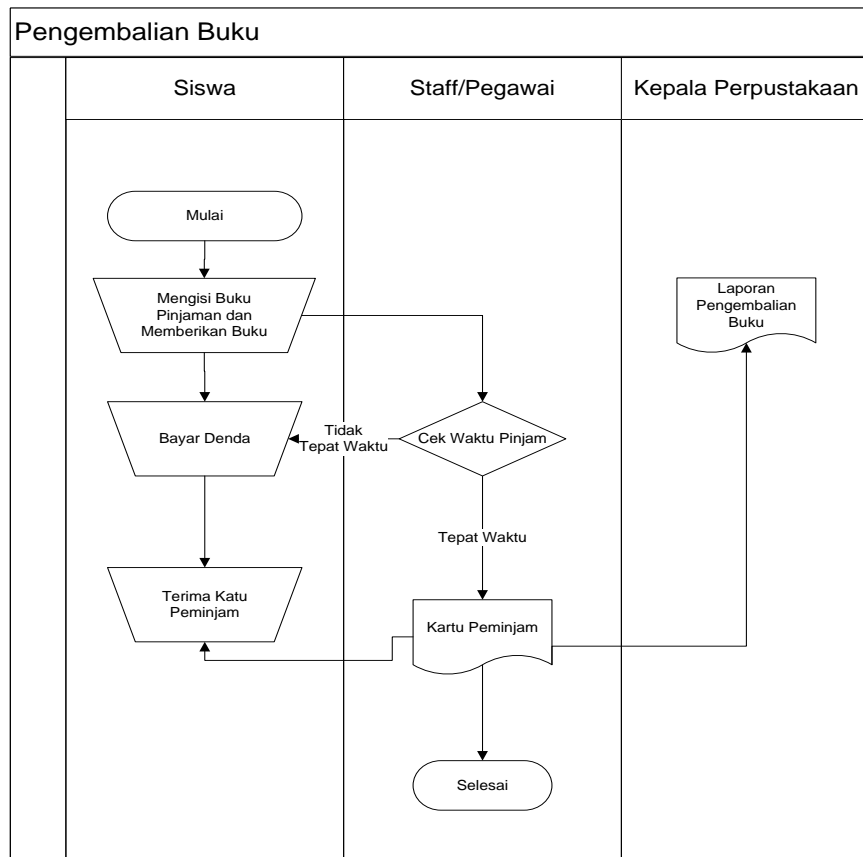 Pengembalian Buku
Siswa
Staff/Pegawai
Kepala Perpustakaan
Mulai
Mengisi Buku
Pinjaman dan
Memberikan Buku
Laporan
Pengembalian
Buku
Bayar Denda
Tidak
Tepat Waktu
Cek Waktu Pinjam
Tepat Waktu
Terima Katu
Peminjam
Kartu Peminjam
Selesai